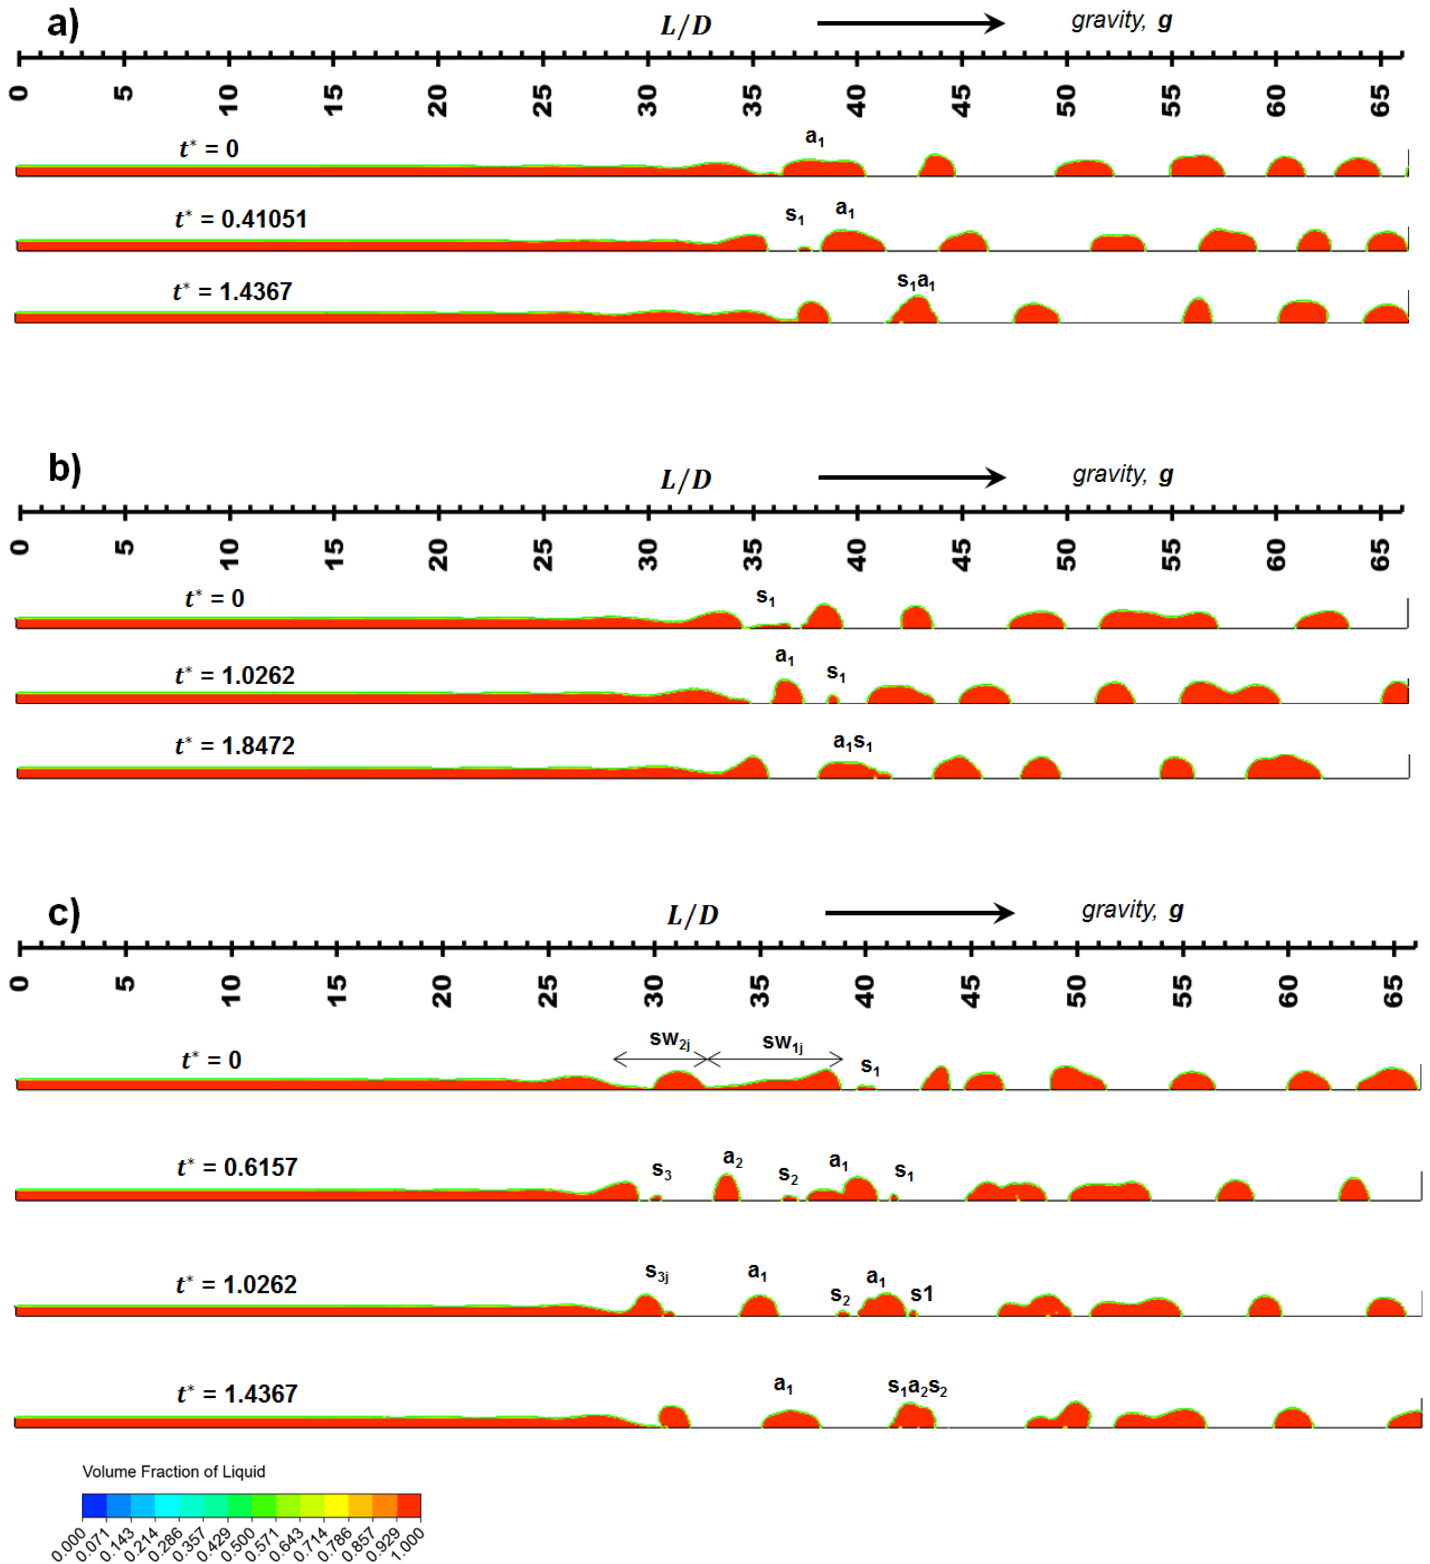 a)
L/D
gravity, g
0 5 10 15 20 25 30 35 40 45 50 55 60 65
t* = 0
a1
t* = 0.41051
s1 a1
t* = 1.4367
s1a1
b)
L/D
gravity, g
0 5 10 15 20 25 30 35 40 45 50 55 60 65
t* = 0
s1
t* = 1.0262
a1 s1
t* = 1.8472
a1s1
c)
L/D
gravity, g
0 5 10 15 20 25 30 35 40 45 50 55 60 65
t* = 0
sw2j sw1j s1
t* = 0.6157
s3 a2 s2 a1 s1
t* = 1.0262
s3j a1 s2 a1 s1
t* = 1.4367
a1 s1a2s2
Volume Fraction of Liquid
0.000 0.071 0.143 0.214 0.286 0.357 0.429 0.500 0.571 0.643 0.714 0.786 0.857 0.929 1.000